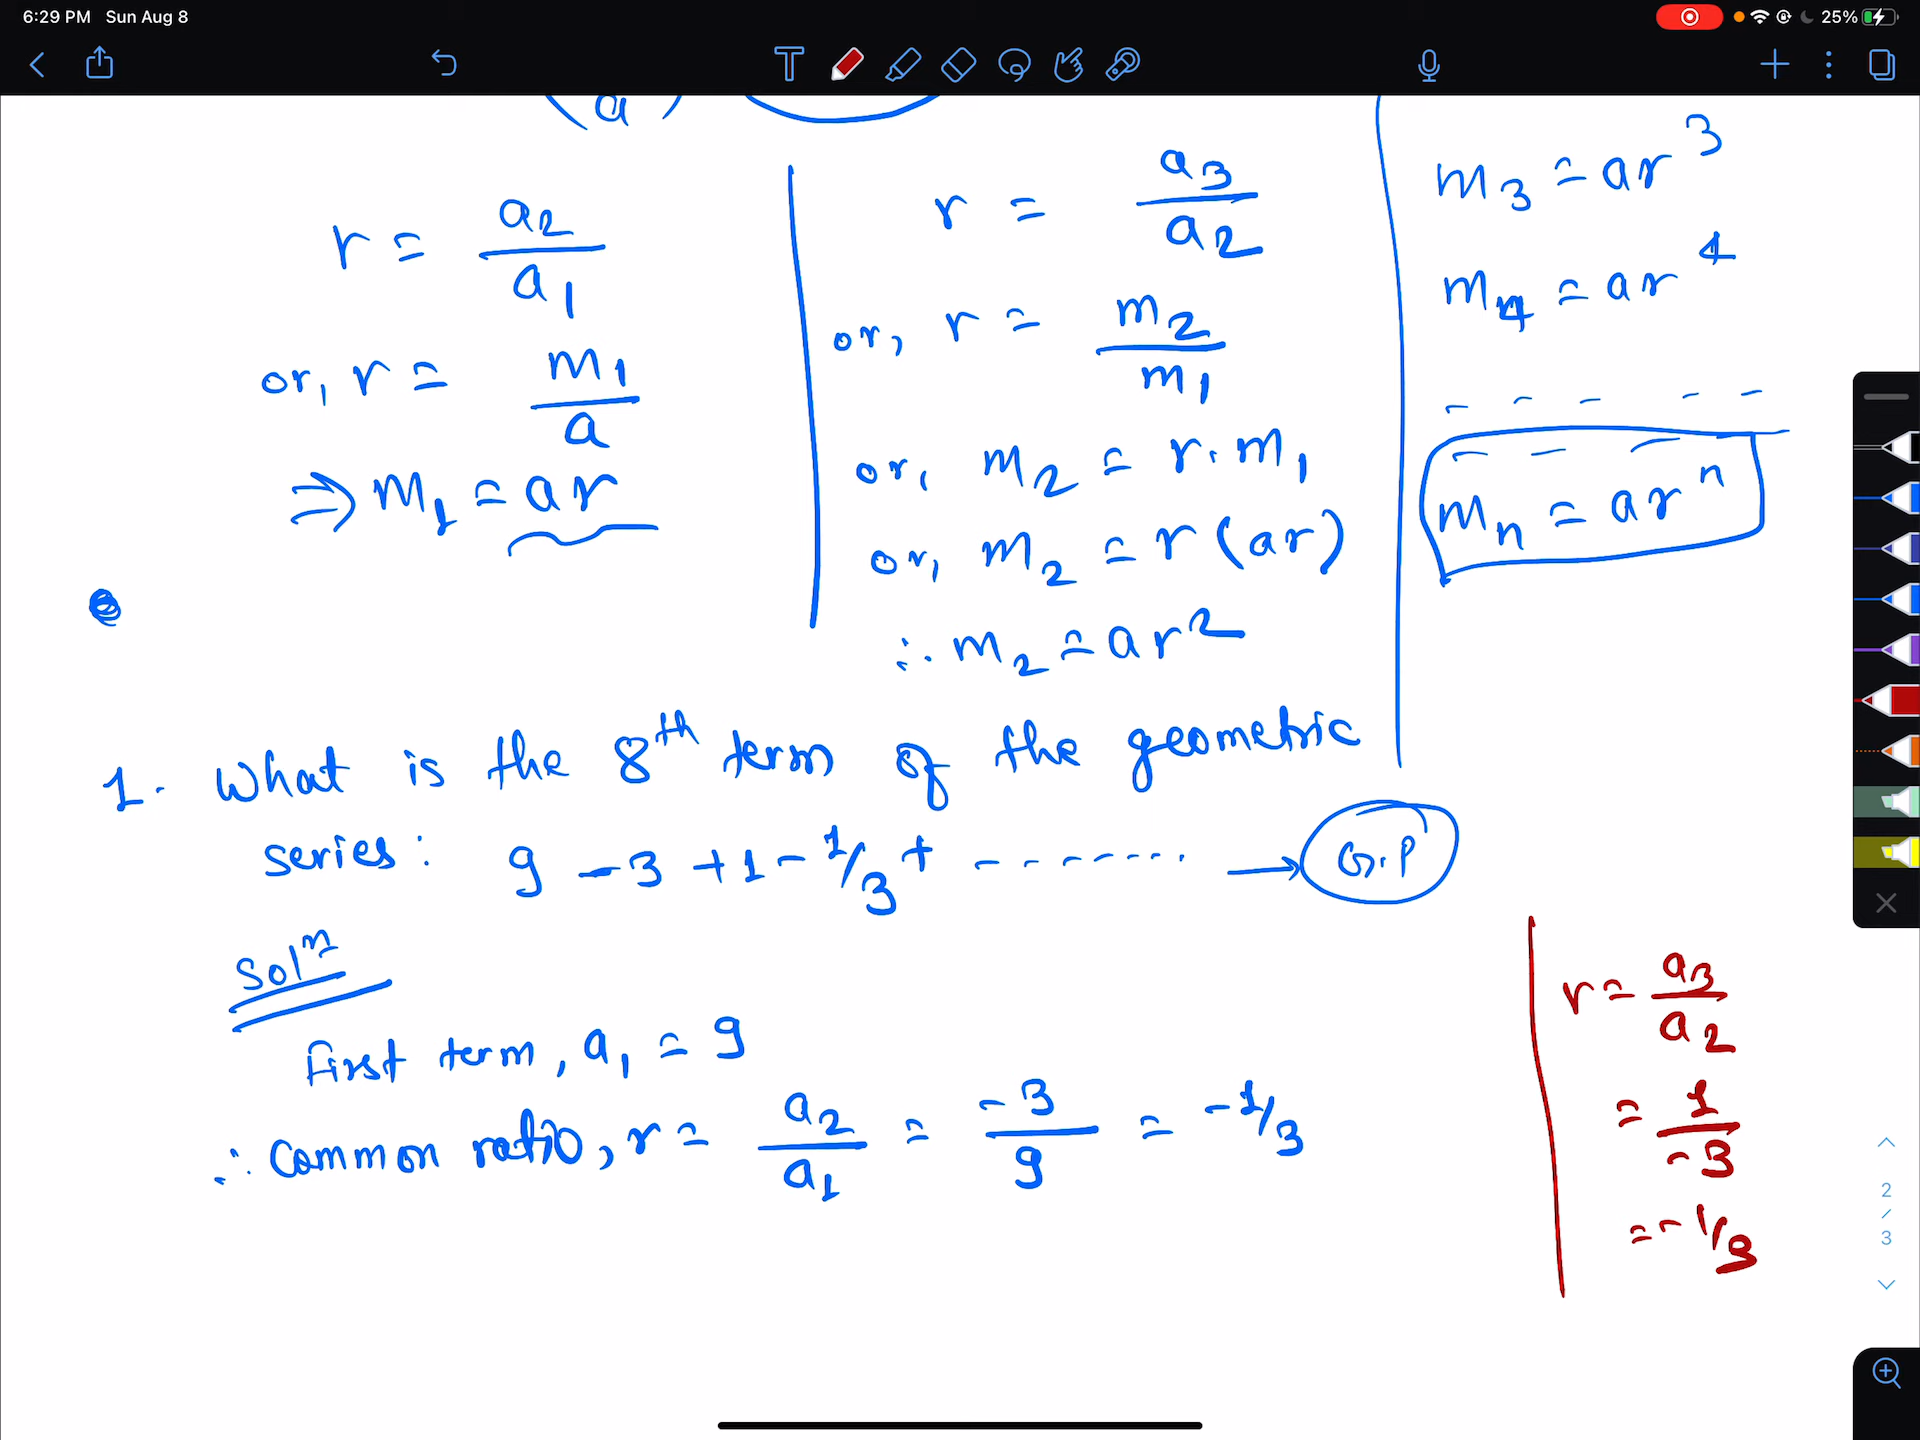 6:29 PM Sun Aug 8
25%
T
(a)
r = a₂/a₁
or, r = m₁/a
⇒ m₁ = ar
r = a₃/a₂
or, r = m₂/m₁
or, m₂ = r . m₁
or, m₂ = r (ar)
∴ m₂ = ar²
m₃ = ar³
m₄ = ar⁴
- - - - -
- - - -
mₙ = arⁿ
1. What is the 8ᵗʰ term of the geometric
series: 9 - 3 + 1 - 1/3 + - - - - - - - → G.P
Solⁿ
First term, a₁ = 9
∴ Common ratio, r = a₂/a₁ = -3/9 = -1/3
r = a₃/a₂
= 1/-3
= -1/3
2
/
3